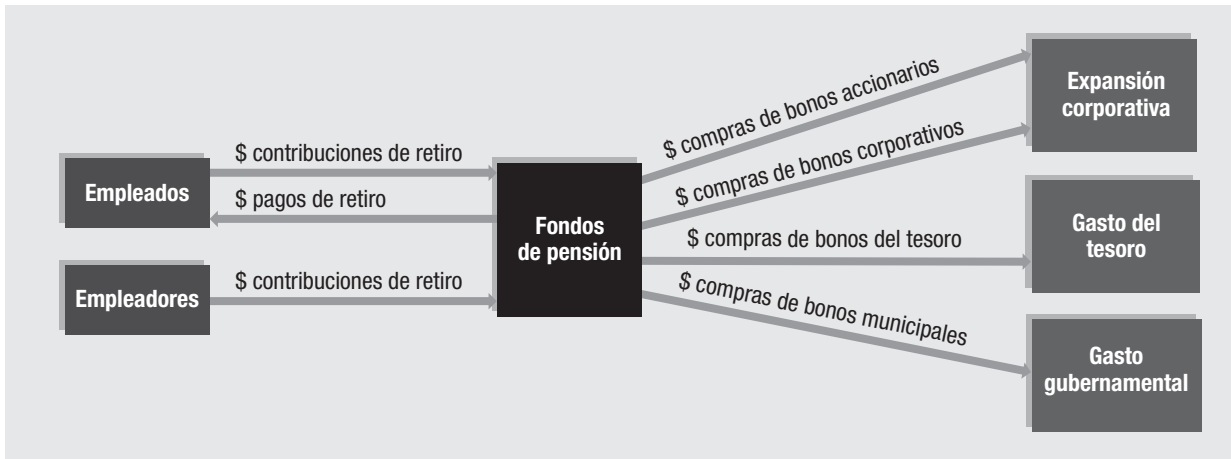 Empleados
$ contribuciones de retiro
$ pagos de retiro
Empleadores
$ contribuciones de retiro
Fondos
de pensión
$ compras de bonos accionarios
$ compras de bonos corporativos
$ compras de bonos del tesoro
$ compras de bonos municipales
Expansión
corporativa
Gasto del
tesoro
Gasto
gubernamental